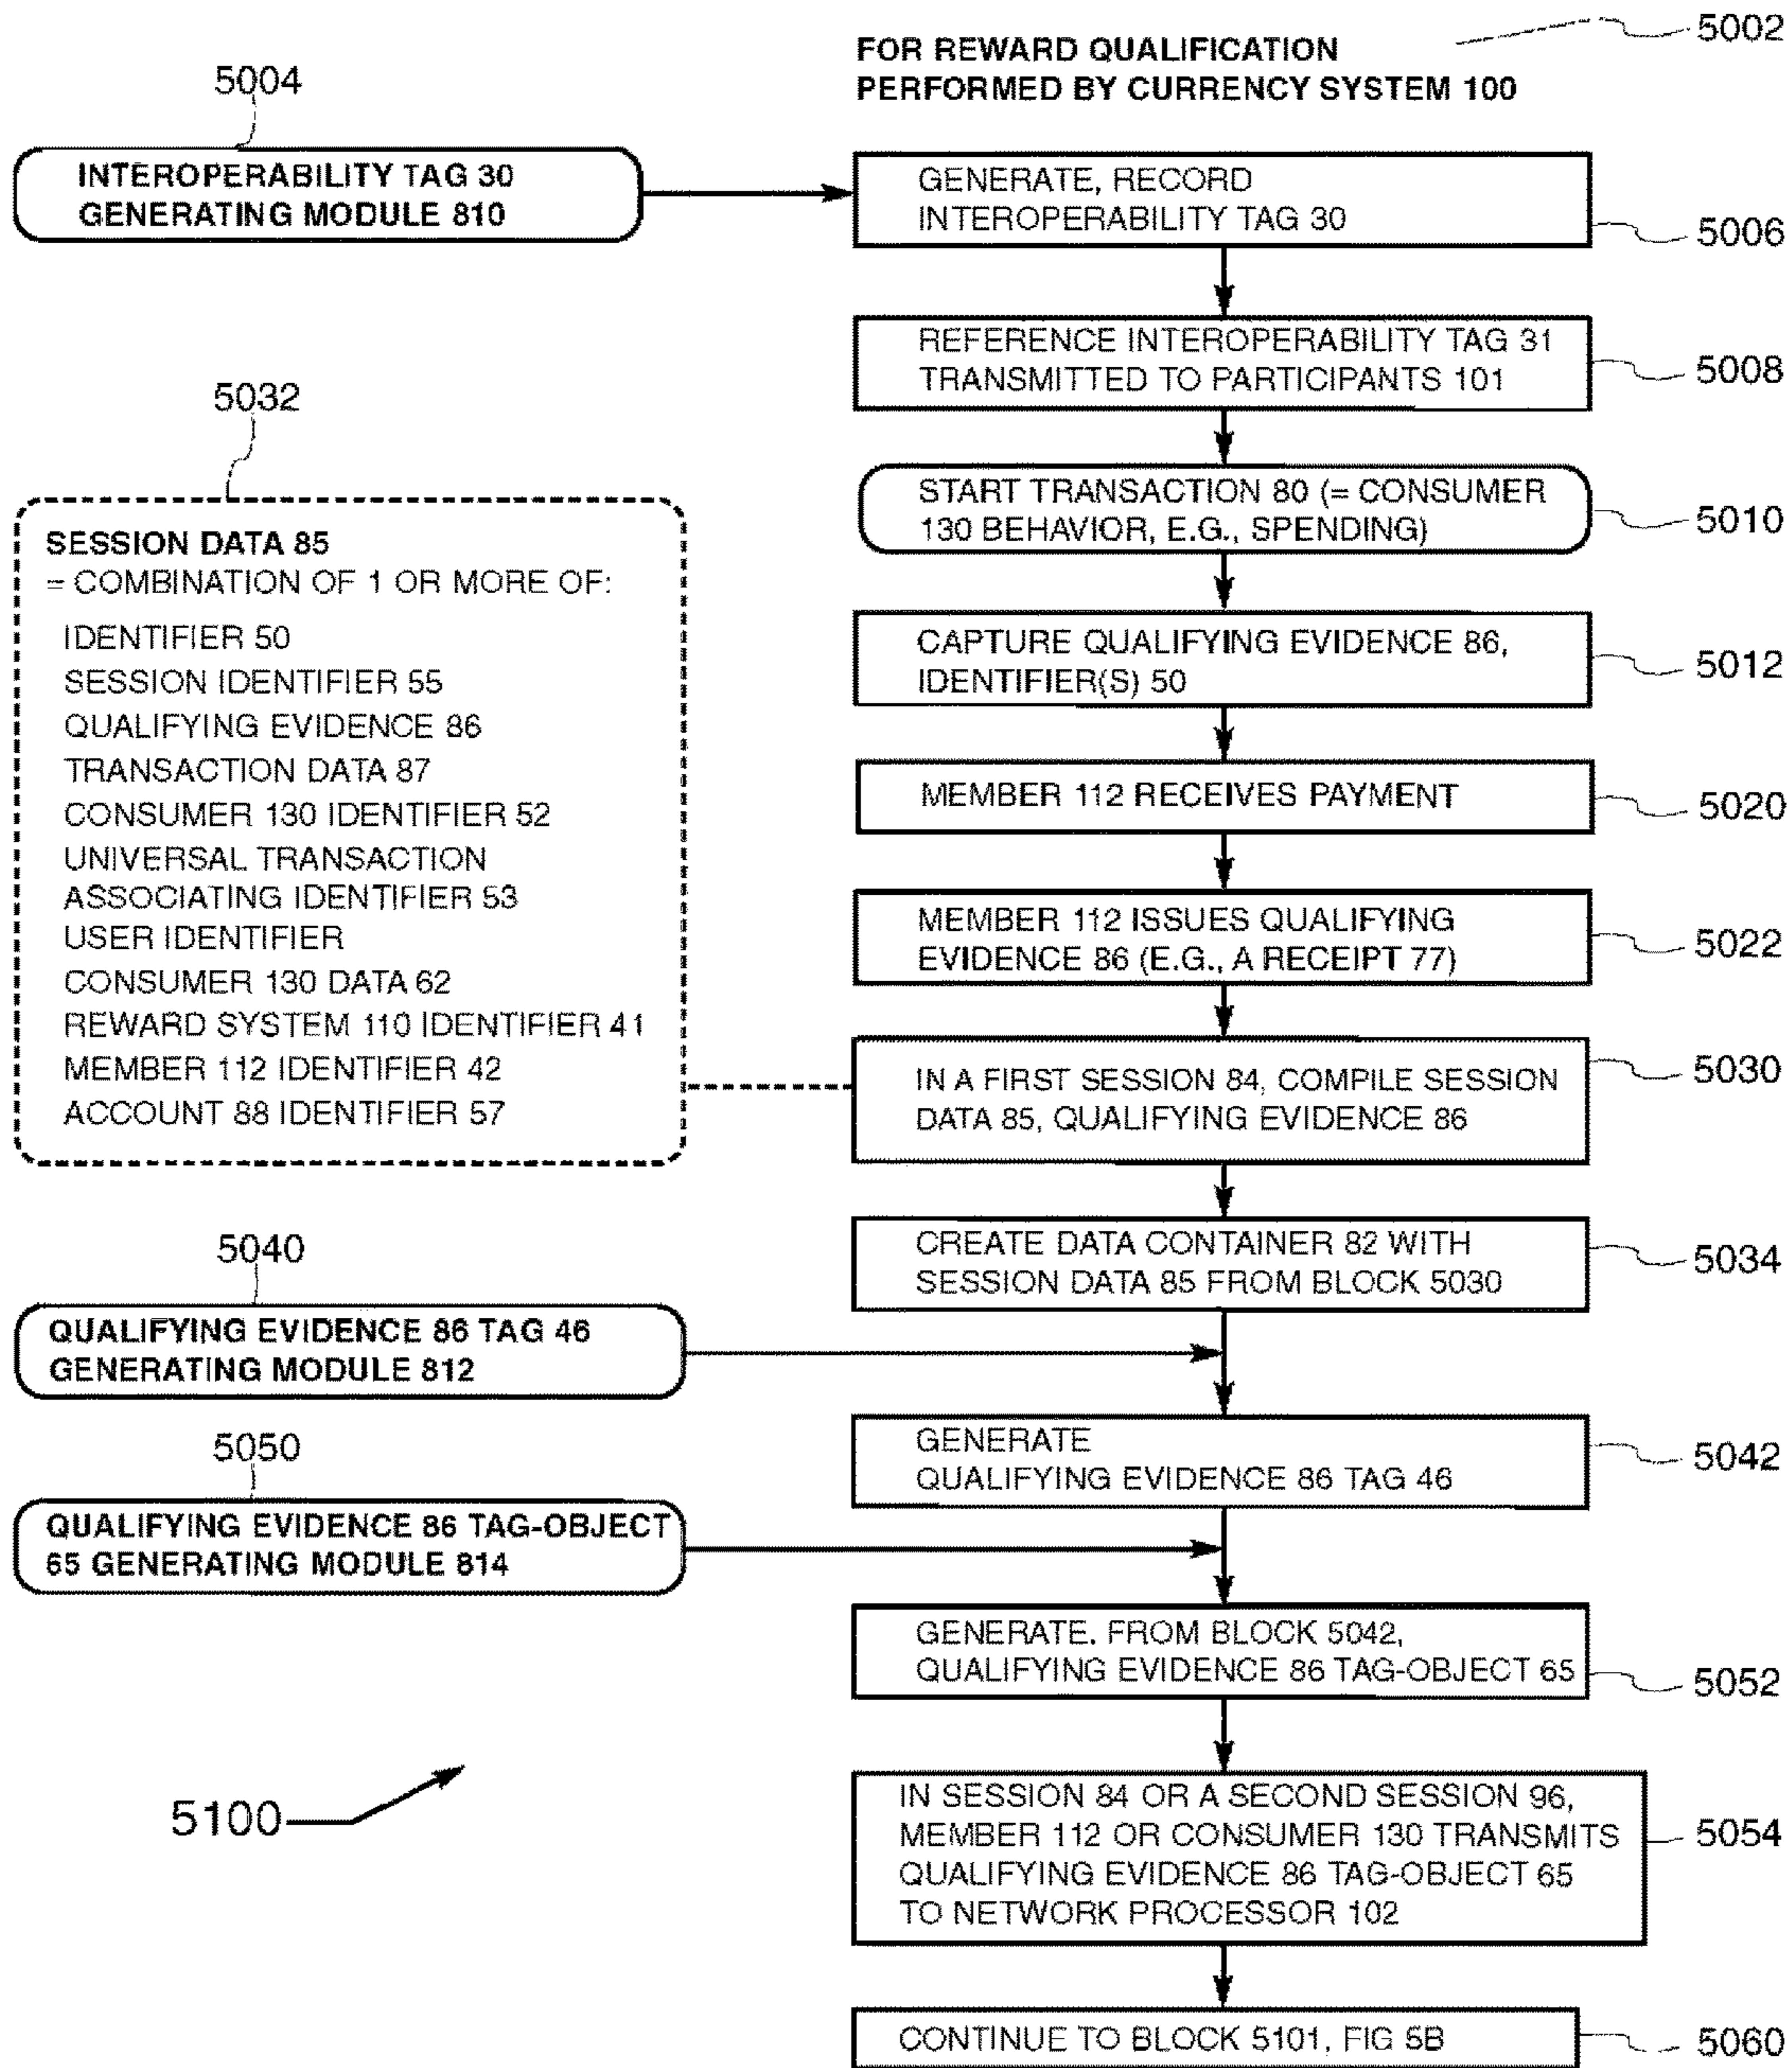 5002
FOR REWARD QUALIFICATION
PERFORMED BY CURRENCY SYSTEM 100
5004
INTEROPERABILITY TAG 30
GENERATING MODULE 810
GENERATE, RECORD
INTEROPERABILITY TAG 30
5006
REFERENCE INTEROPERABILITY TAG 31
TRANSMITTED TO PARTICIPANTS 101
5008
START TRANSACTION 80 (= CONSUMER
130 BEHAVIOR, E.G., SPENDING)
5010
CAPTURE QUALIFYING EVIDENCE 86,
IDENTIFIER(S) 50
5012
MEMBER 112 RECEIVES PAYMENT
5020
MEMBER 112 ISSUES QUALIFYING
EVIDENCE 86 (E.G., A RECEIPT 77)
5022
5032
SESSION DATA 85
= COMBINATION OF 1 OR MORE OF:
IDENTIFIER 50
SESSION IDENTIFIER 55
QUALIFYING EVIDENCE 86
TRANSACTION DATA 87
CONSUMER 130 IDENTIFIER 52
UNIVERSAL TRANSACTION
ASSOCIATING IDENTIFIER 53
USER IDENTIFIER
CONSUMER 130 DATA 62
REWARD SYSTEM 110 IDENTIFIER 41
MEMBER 112 IDENTIFIER 42
ACCOUNT 88 IDENTIFIER 57
IN A FIRST SESSION 84, COMPILE SESSION
DATA 85, QUALIFYING EVIDENCE 86
5030
CREATE DATA CONTAINER 82 WITH
SESSION DATA 85 FROM BLOCK 5030
5034
5040
QUALIFYING EVIDENCE 86 TAG 46
GENERATING MODULE 812
GENERATE
QUALIFYING EVIDENCE 86 TAG 46
5042
5050
QUALIFYING EVIDENCE 86 TAG-OBJECT
65 GENERATING MODULE 814
GENERATE. FROM BLOCK 5042,
QUALIFYING EVIDENCE 86 TAG-OBJECT 65
5052
IN SESSION 84 OR A SECOND SESSION 96,
MEMBER 112 OR CONSUMER 130 TRANSMITS
QUALIFYING EVIDENCE 86 TAG-OBJECT 65
TO NETWORK PROCESSOR 102
5054
5100
CONTINUE TO BLOCK 5101, FIG 5B
5060